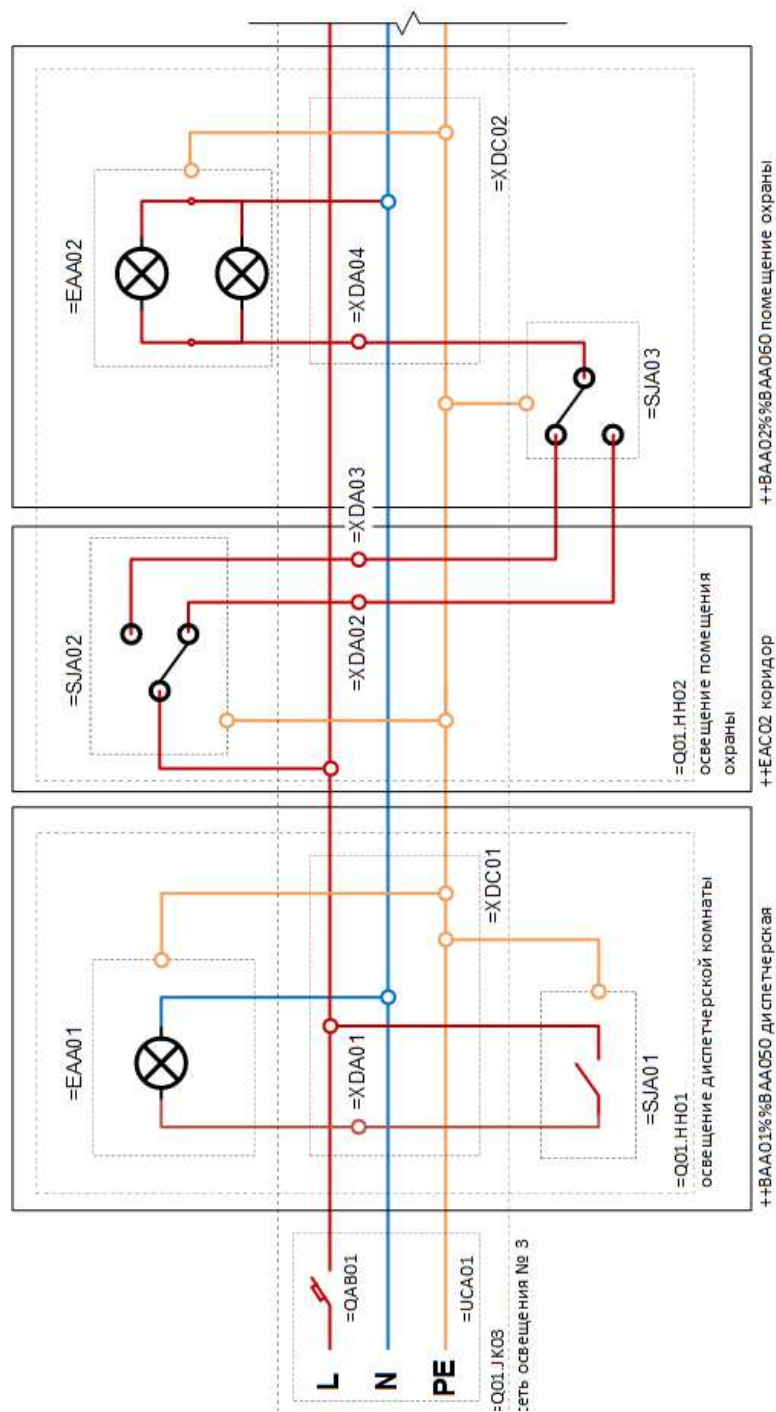 L
N
PE
=QAB01
=UCA01
=Q01.JK03
сеть освещения № 3
=EAA01
=XDA01
=XDC01
=SJA01
=Q01.HH01
освещение диспетчерской комнаты
++BAA01%%BAA050 диспетчерская
=SJA02
=XDA02
=XDA03
=Q01.HH02
освещение помещения
охраны
++EAC02 коридор
=EAA02
=XDA04
=XDC02
=SJA03
++BAA02%%BAA060 помещение охраны